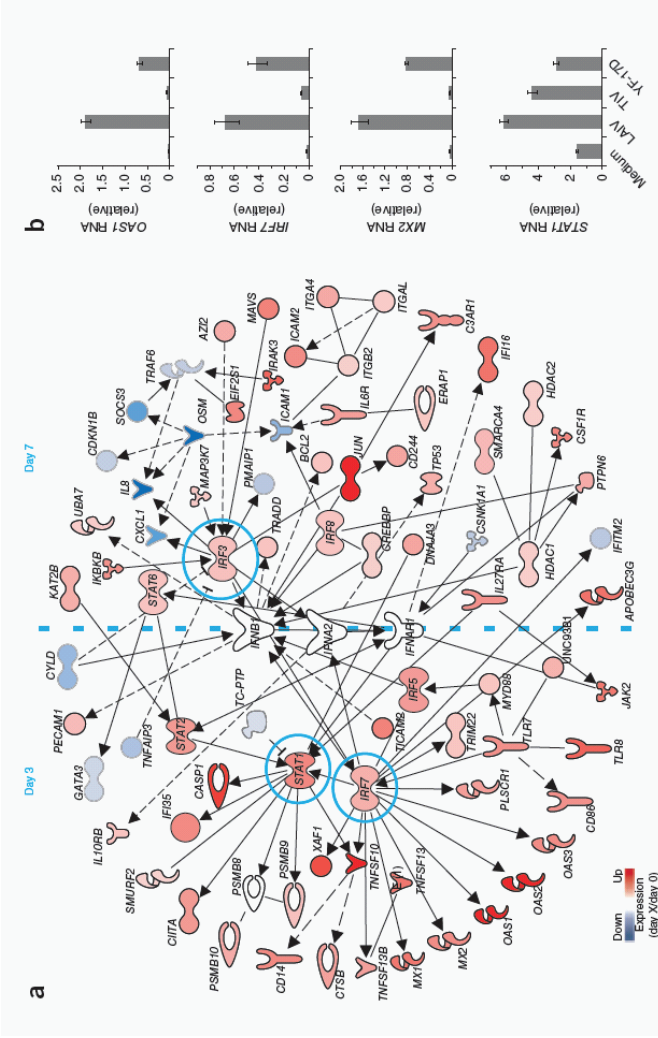 a
Day 3
Day 7
GATA3
PECAM1
CYLD
KAT2B
UBA7
CDKN1B
SOCS3
TRAF6
IL10RB
TNFAIP3
IKBKB
IL8
OSM
AZI2
SMURF2
IFI35
STAT2
STAT6
CXCL1
MAP3K7
EIF2S1
MAVS
CIITA
CASP1
TC-PTP
IRF3
PMAIP1
IRAK3
PSMB10
PSMB8
PSMB9
STAT1
IFNB1
TRADD
ICAM1
ICAM2
ITGA4
CD14
XAF1
IRF7
TICAM2
IFNA2
IRF8
BCL2
ITGB2
ITGAL
CTSB
TNFSF10
IRF5
IFNAR1
CREBBP
JUN
IL6R
TNFSF13B
TNFSF13
DNAJA3
CD244
ERAP1
C3AR1
MX1
TRIM22
MYD88
CSNK1A1
TP53
MX2
PLSCR1
TLR7
IL27RA
HDAC1
SMARCA4
IFI16
OAS1
OAS2
OAS3
CD86
UNC93B1
IFITM2
PTPN6
HDAC2
CSF1R
TLR8
JAK2
APOBEC3G
Down
Up
Expression
(day X/day 0)
b
OAS1 RNA
(relative)
2.5
2.0
1.5
1.0
0.5
0
IRF7 RNA
(relative)
1.0
0.8
0.6
0.4
0.2
0
MX2 RNA
(relative)
2.0
1.6
1.2
0.8
0.4
0
STAT1 RNA
(relative)
6
4
2
0
Medium
LAIV
TIV
YF-17D